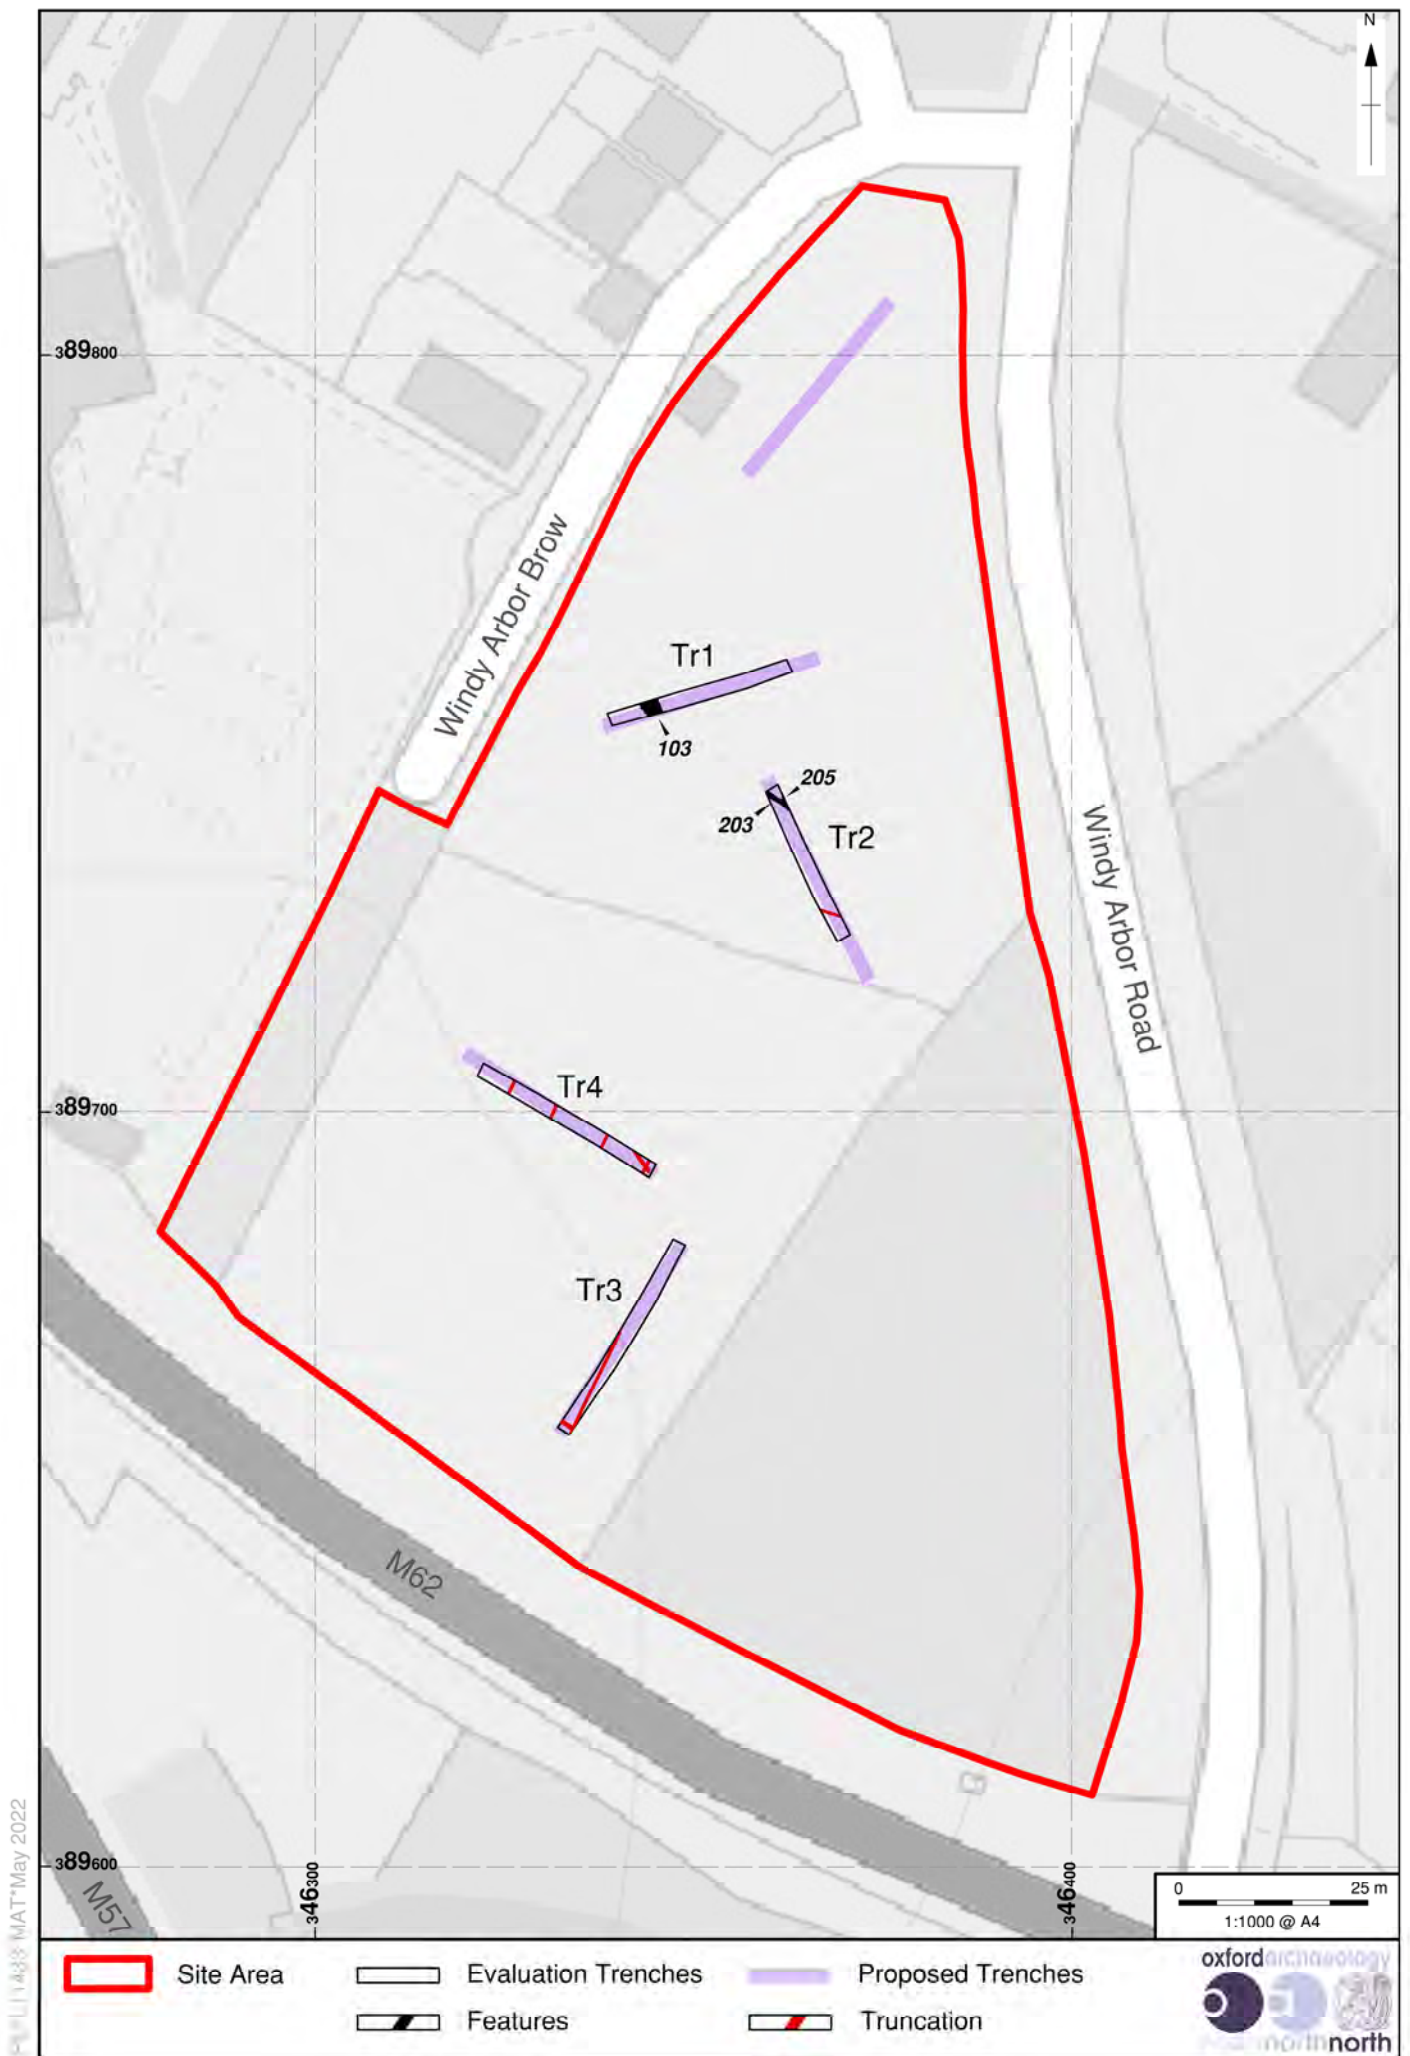 N
389800
Windy Arbor Brow
Tr1
103
205
203
Tr2
Windy Arbor Road
Tr4
389700
Tr3
M62
389600
M57
346300
346400
0 25 m
1:1000 @ A4
Site Area
Evaluation Trenches
Proposed Trenches
Features
Truncation
oxfordarchaeology
north
MAT*May 2022